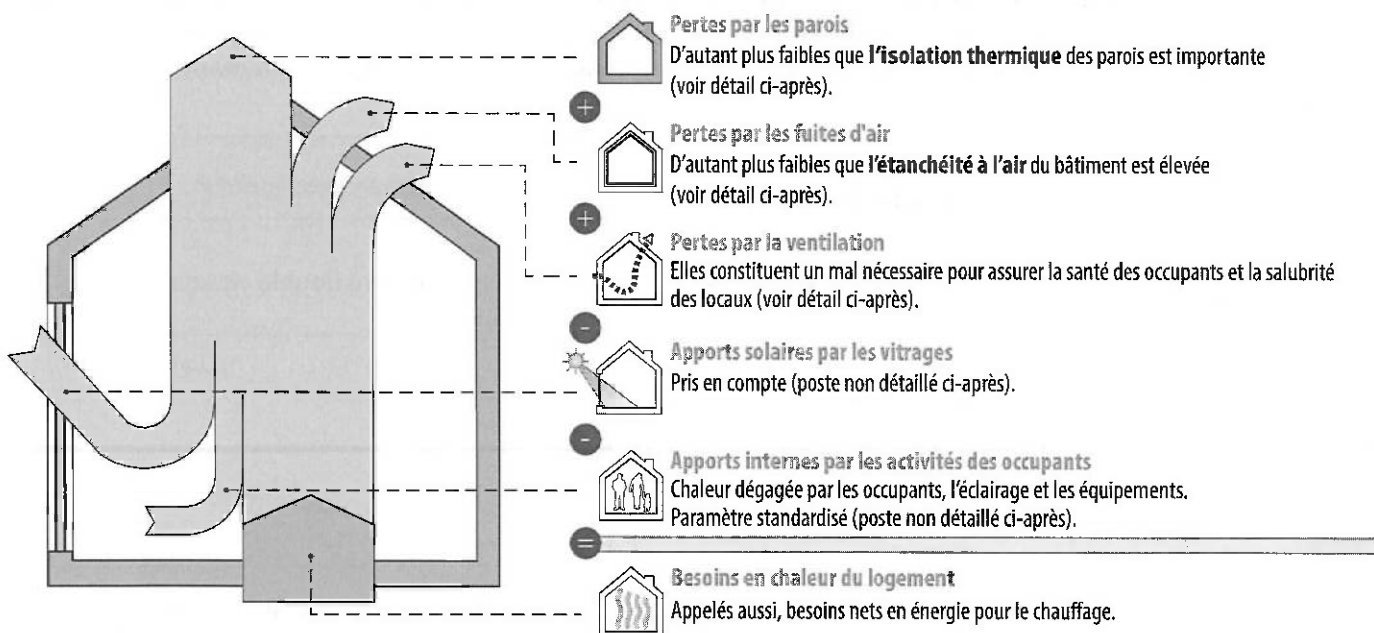 Pertes par les parois
D'autant plus faibles que l'isolation thermique des parois est importante
(voir détail ci-après).
+
Pertes par les fuites d'air
D'autant plus faibles que l'étanchéité à l'air du bâtiment est élevée
(voir détail ci-après).
+
Pertes par la ventilation
Elles constituent un mal nécessaire pour assurer la santé des occupants et la salubrité
des locaux (voir détail ci-après).
-
Apports solaires par les vitrages
Pris en compte (poste non détaillé ci-après).
-
Apports internes par les activités des occupants
Chaleur dégagée par les occupants, l'éclairage et les équipements.
Paramètre standardisé (poste non détaillé ci-après).
=
Besoins en chaleur du logement
Appelés aussi, besoins nets en énergie pour le chauffage.